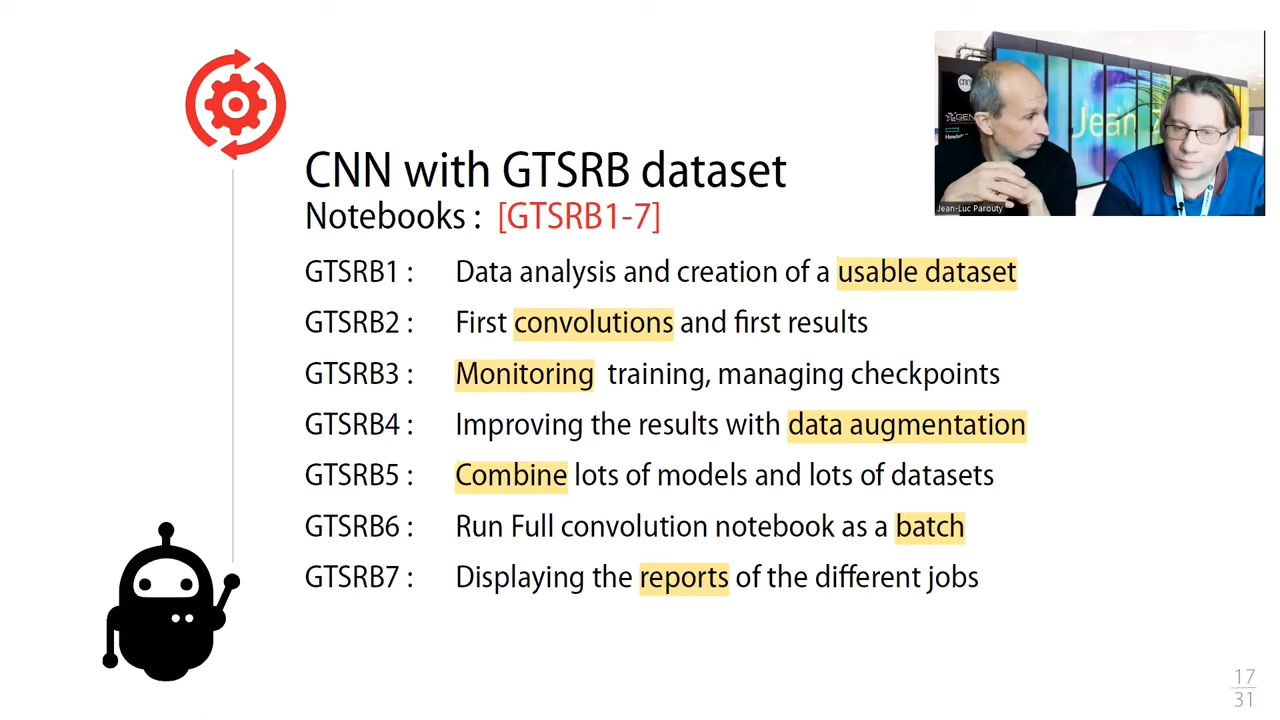 CNN with GTSRB dataset
Notebooks : [GTSRB1-7]
GTSRB1 : Data analysis and creation of a usable dataset
GTSRB2 : First convolutions and first results
GTSRB3 : Monitoring training, managing checkpoints
GTSRB4 : Improving the results with data augmentation
GTSRB5 : Combine lots of models and lots of datasets
GTSRB6 : Run Full convolution notebook as a batch
GTSRB7 : Displaying the reports of the different jobs
Jean
Jean-Luc Parouty
17
31